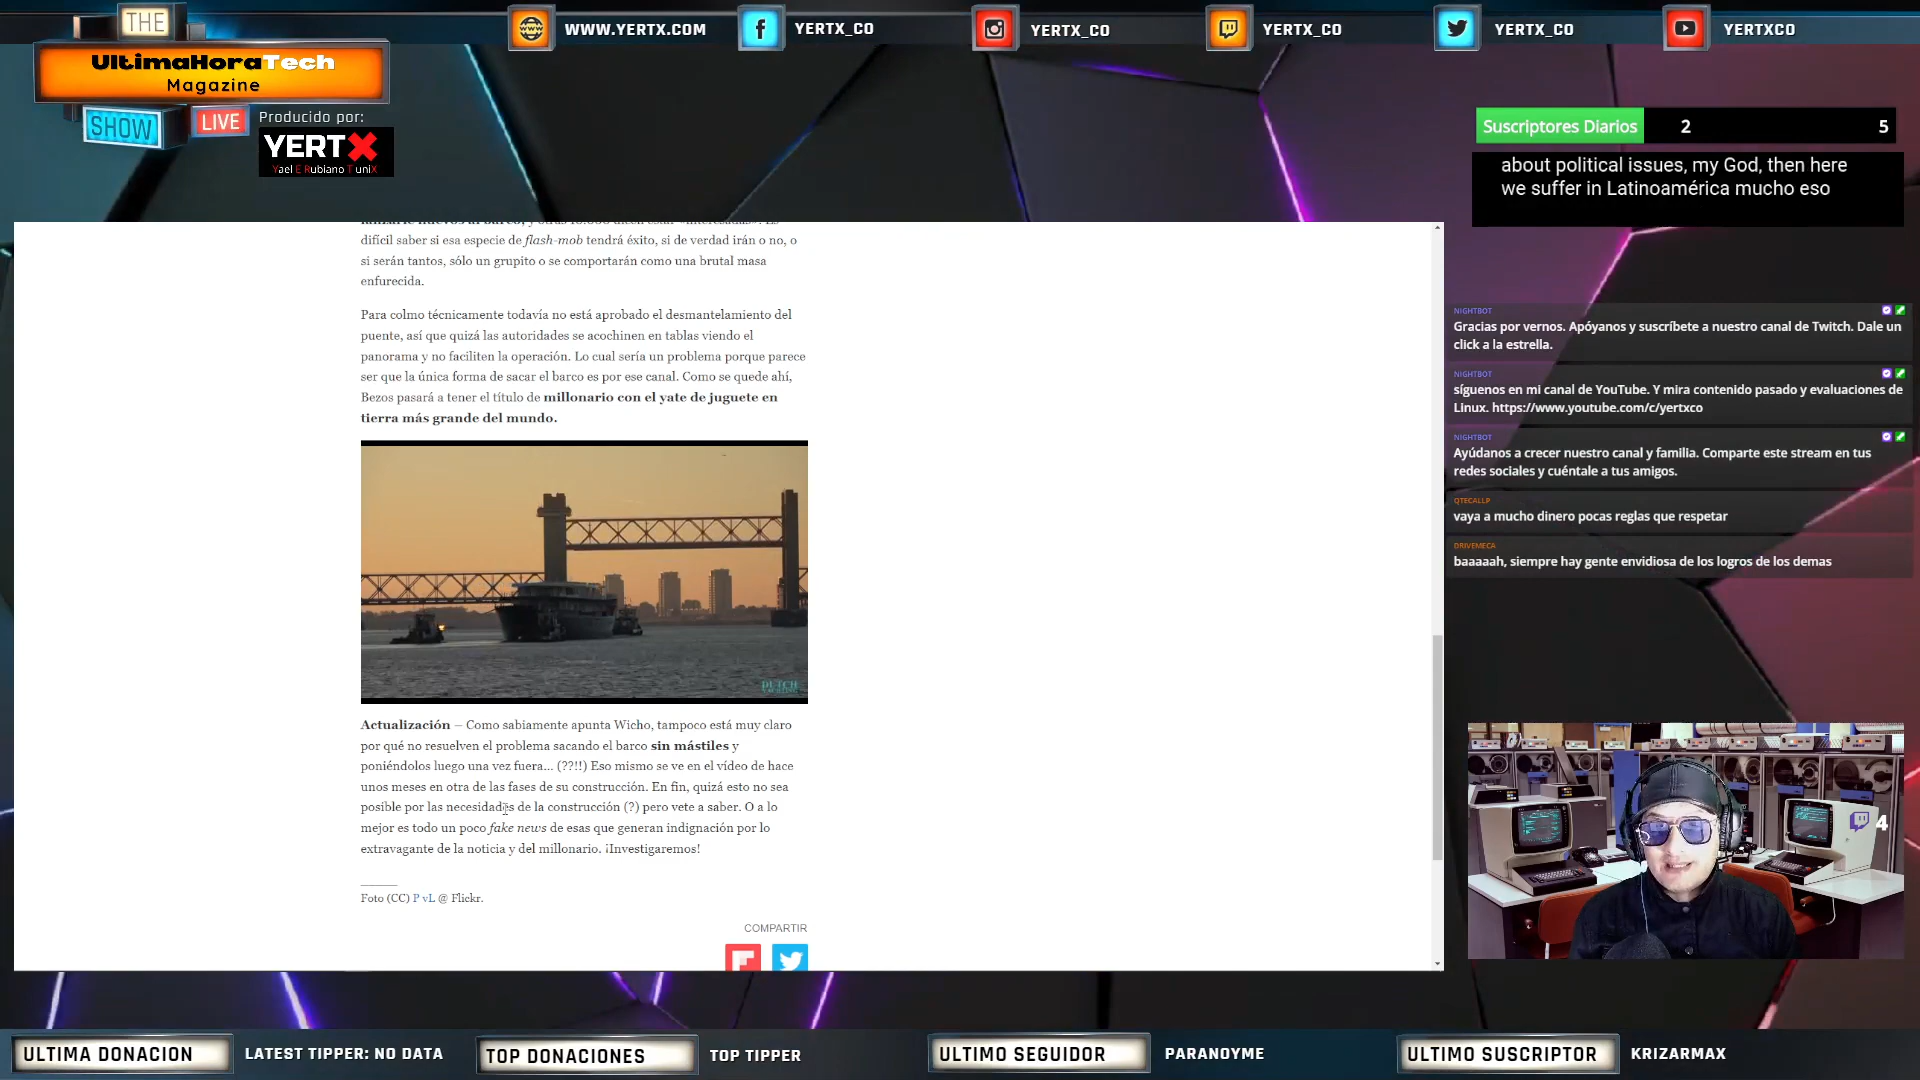 THE
UltimaHoraTech
Magazine
SHOW
LIVE
Producido por:
YERTX
Yael E Rubiano T uniX
WWW.YERTX.COM
YERTX_CO
YERTX_CO
YERTX_CO
YERTX_CO
YERTXCO
Suscriptores Diarios 2 5
about political issues, my God, then here
we suffer in Latinoamérica mucho eso
difícil saber si esa especie de flash-mob tendrá éxito, si de verdad irán o no, o
si serán tantos, sólo un grupito o se comportarán como una brutal masa
enfurecida.
Para colmo técnicamente todavía no está aprobado el desmantelamiento del
puente, así que quizá las autoridades se acochinen en tablas viendo el
panorama y no faciliten la operación. Lo cual sería un problema porque parece
ser que la única forma de sacar el barco es por ese canal. Como se quede ahí,
Bezos pasará a tener el título de millonario con el yate de juguete en
tierra más grande del mundo.
DUTCH
YACHTING
Actualización – Como sabiamente apunta Wicho, tampoco está muy claro
por qué no resuelven el problema sacando el barco sin mástiles y
poniéndolos luego una vez fuera... (??!!) Eso mismo se ve en el vídeo de hace
unos meses en otra de las fases de su construcción. En fin, quizá esto no sea
posible por las necesidades de la construcción (?) pero vete a saber. O a lo
mejor es todo un poco fake news de esas que generan indignación por lo
extravagante de la noticia y del millonario. ¡Investigaremos!
Foto (CC) P vL @ Flickr.
COMPARTIR
NIGHTBOT
Gracias por vernos. Apóyanos y suscríbete a nuestro canal de Twitch. Dale un
click a la estrella.
NIGHTBOT
síguenos en mi canal de YouTube. Y mira contenido pasado y evaluaciones de
Linux. https://www.youtube.com/c/yertxco
NIGHTBOT
Ayúdanos a crecer nuestro canal y familia. Comparte este stream en tus
redes sociales y cuéntale a tus amigos.
QTECALLP
vaya a mucho dinero pocas reglas que respetar
DRIVEMECA
baaaaah, siempre hay gente envidiosa de los logros de los demas
4
ULTIMA DONACION
LATEST TIPPER: NO DATA
TOP DONACIONES
TOP TIPPER
ULTIMO SEGUIDOR
PARANOYME
ULTIMO SUSCRIPTOR
KRIZARMAX